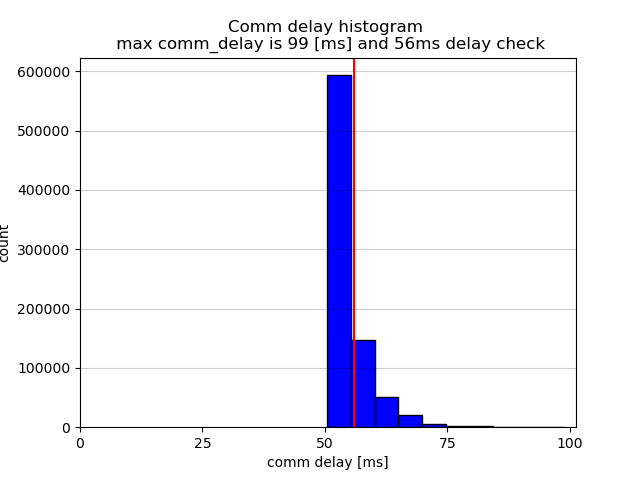 Comm delay histogram
max comm_delay is 99 [ms] and 56ms delay check
600000
500000
400000
300000
200000
100000
0
count
0 25 50 75 100
comm delay [ms]